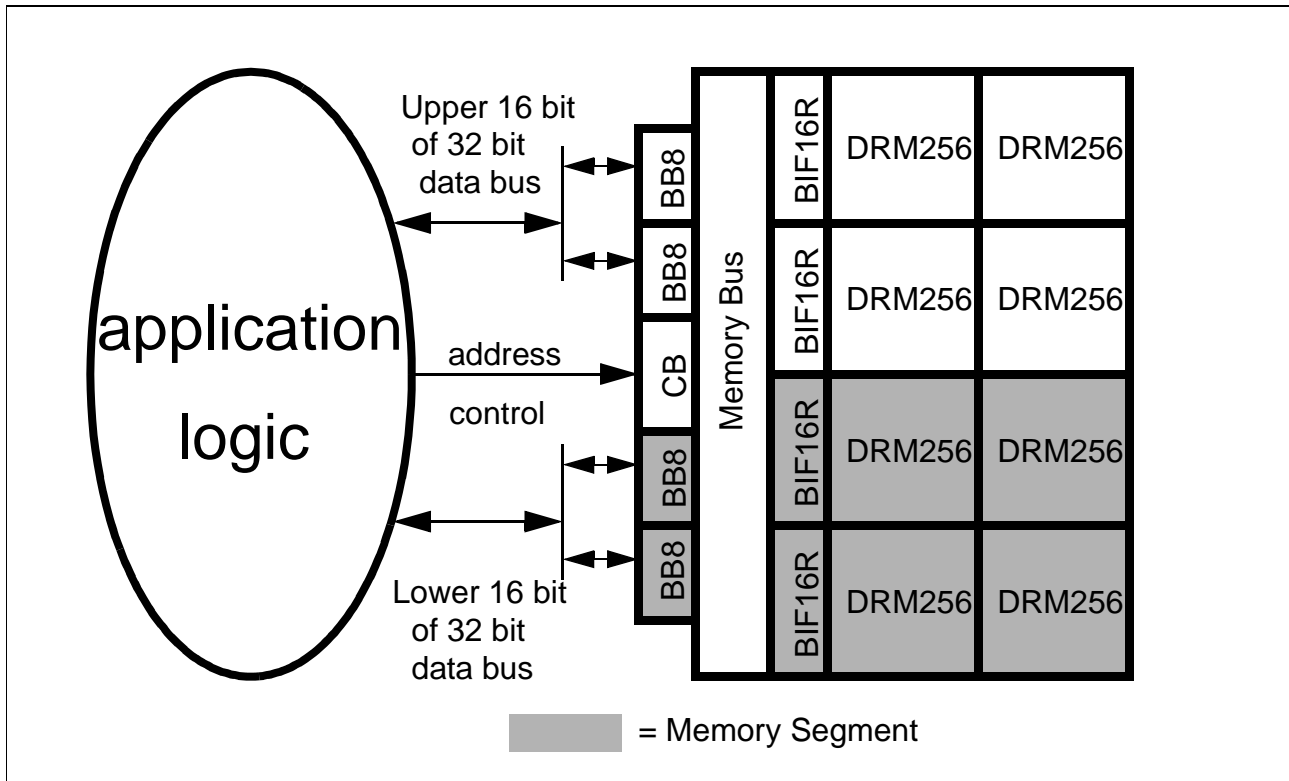 Upper 16 bit
of 32 bit
data bus
application
logic
address
control
Lower 16 bit
of 32 bit
data bus
BB8
BB8
CB
BB8
BB8
Memory Bus
BIF16R
DRM256
DRM256
BIF16R
DRM256
DRM256
BIF16R
DRM256
DRM256
BIF16R
DRM256
DRM256
= Memory Segment